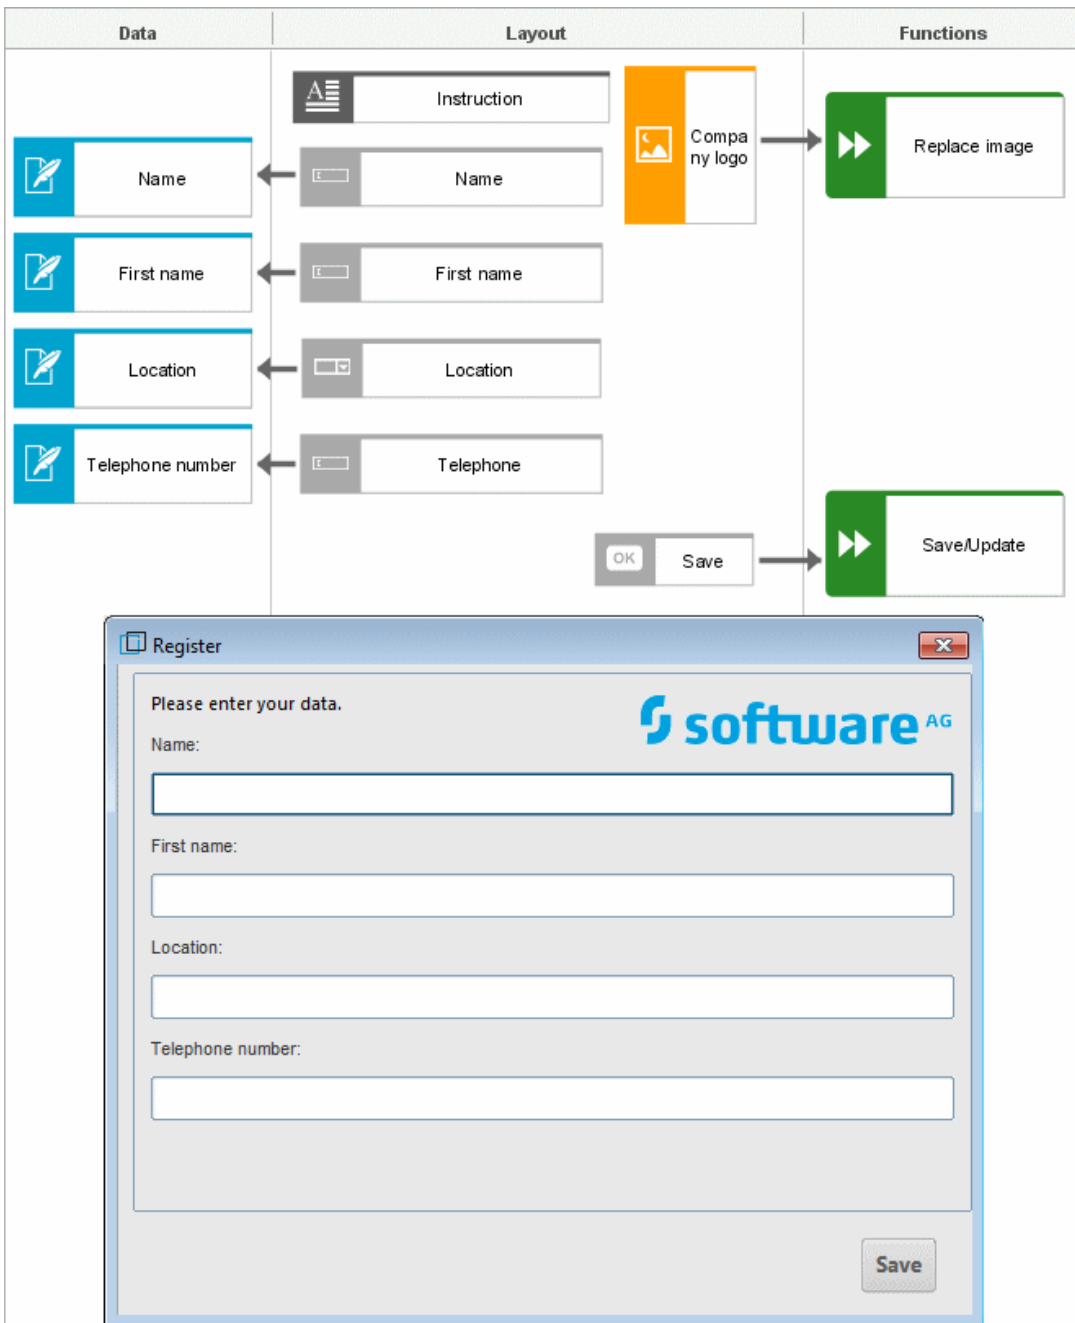 Data
Layout
Functions
Instruction
Compa
ny logo
Replace image
Name
Name
First name
First name
Location
Location
Telephone number
Telephone
OK
Save
Save/Update
Register
Please enter your data.
software AG
Name:
First name:
Location:
Telephone number:
Save